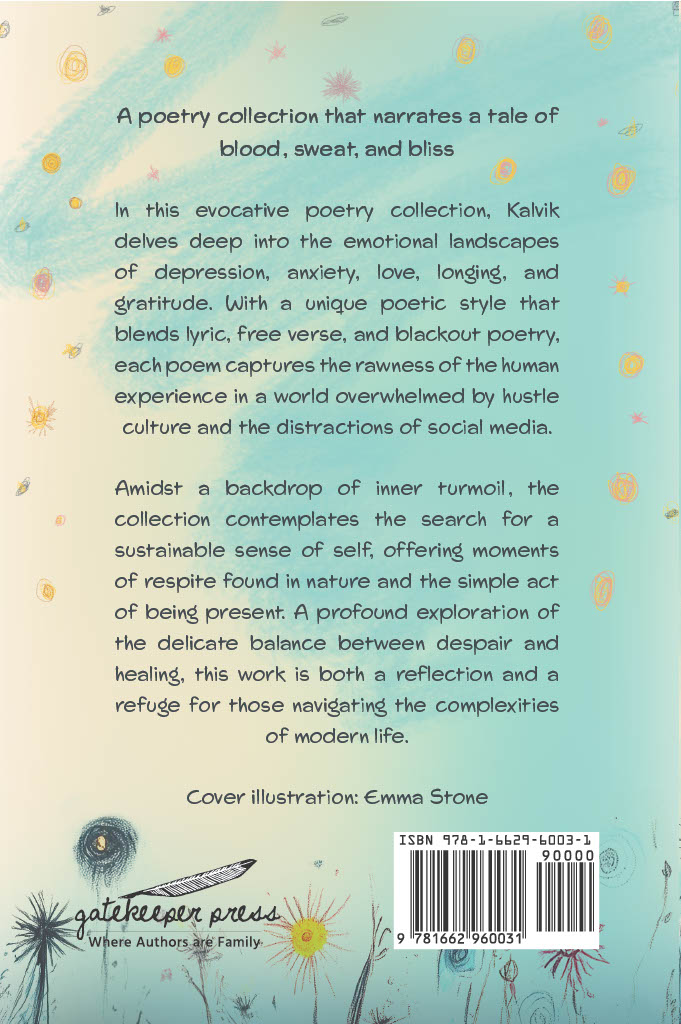 A poetry collection that narrates a tale of
blood, sweat, and bliss
In this evocative poetry collection, Kalvik
delves deep into the emotional landscapes
of depression, anxiety, love, longing, and
gratitude. With a unique poetic style that
blends lyric, free verse, and blackout poetry,
each poem captures the rawness of the human
experience in a world overwhelmed by hustle
culture and the distractions of social media.
Amidst a backdrop of inner turmoil, the
collection contemplates the search for a
sustainable sense of self, offering moments
of respite found in nature and the simple act
of being present. A profound exploration of
the delicate balance between despair and
healing, this work is both a reflection and a
refuge for those navigating the complexities
of modern life.
Cover illustration: Emma Stone
gatekeeper press
Where Authors are Family
ISBN 978-1-6629-6003-1
90000
9 781662 960031